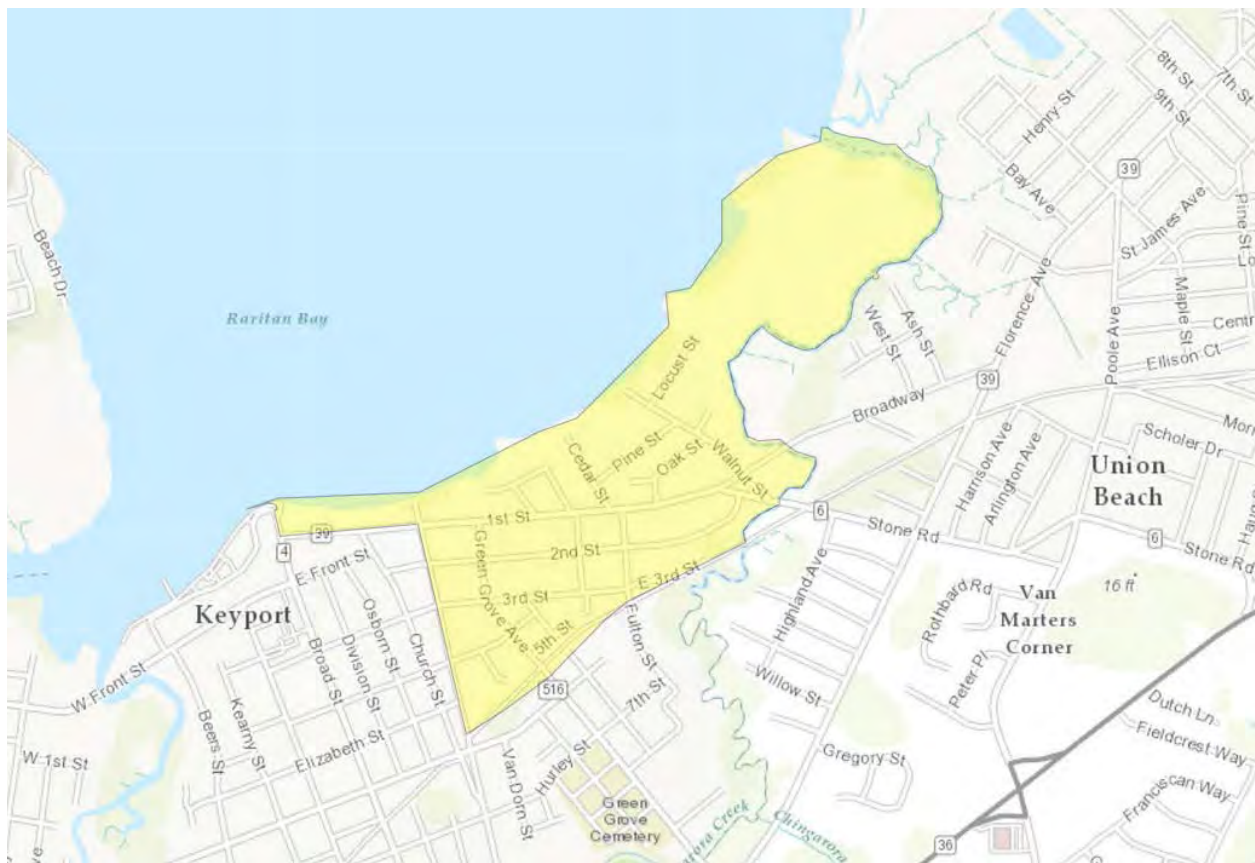 8th St
7th St
9th St
Henry St
39
Bay Ave
Pine St
St James Ave
Beach Dr
Lo
Maple St
Florence Ave
Raritan Bay
Ash St
West St
Poole Ave
Centr
Locust St
Ellison Ct
39
Broadway
Mor
Scholer Dr
Pine St
Cedar St
Oak St
Walnut St
Harrison Ave
Arlington Ave
Union
Beach
1st St
6
Stone Rd
39
4
2nd St
6
Stone Rd
E Front St
Green Grove Ave
E 3rd St
Highland Ave
Rothbard Rd
16 ft
3rd St
Van
Marters
Corner
Keyport
Osborn St
Division St
Church St
5th St
Fulton St
W Front St
Broad St
Peter Pl
516
7th St
Willow St
Beers St
Kearny St
Dutch Ln
Elizabeth St
Fieldcrest Way
W 1st St
Van Dorn St
Hurley St
Gregory St
Franciscan Way
Green
Grove
Cemetery
arora Creek
Chingarora
36